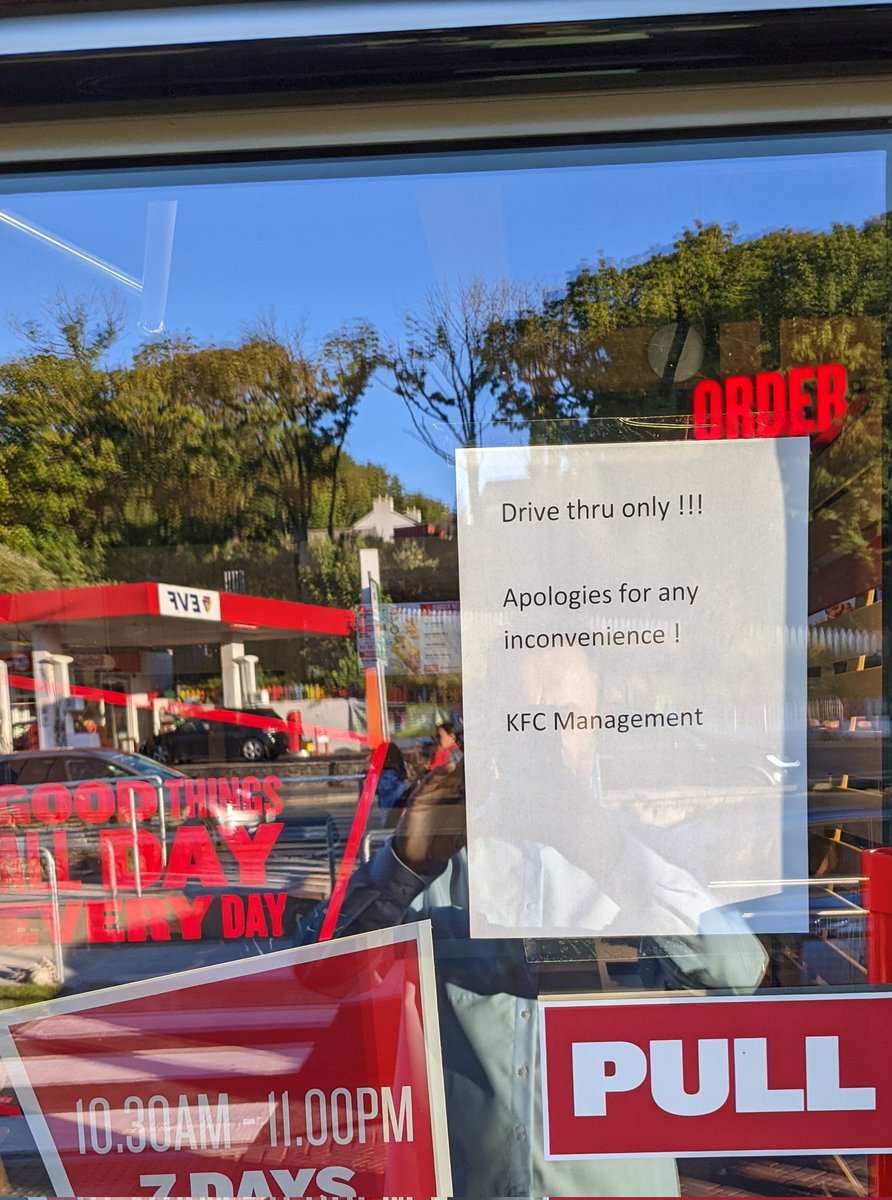 ORDER
Drive thru only !!!
Apologies for any
inconvenience !
KFC Management
EVF
GOOD THINGS
ALL DAY
EVERY DAY
10.30AM 11.00PM
7 DAYS
PULL